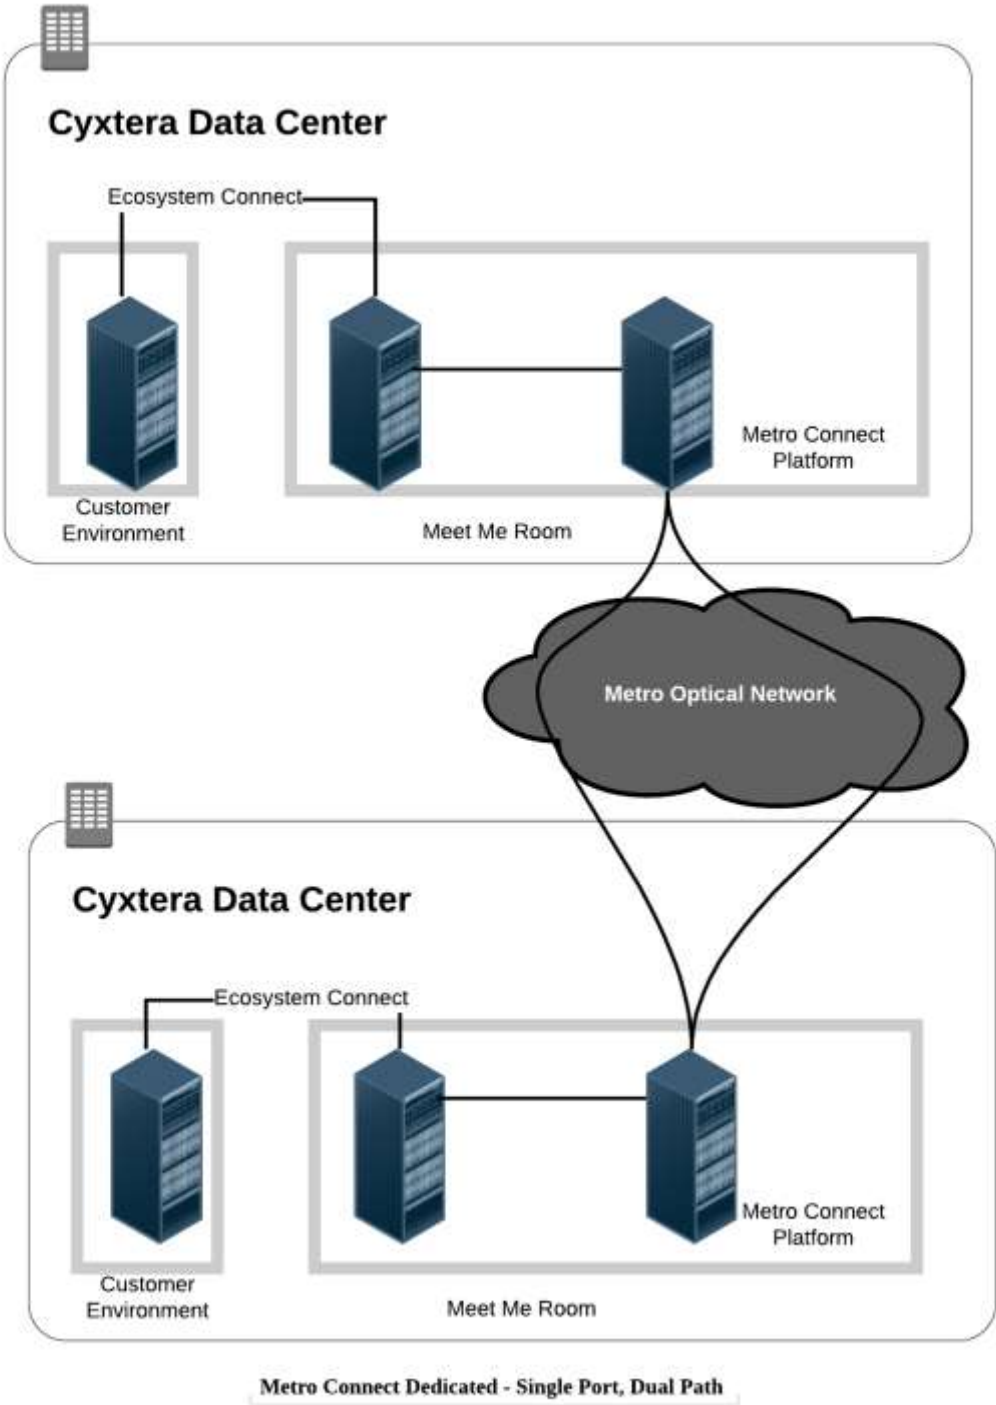 Cyxtera Data Center
Ecosystem Connect
Metro Connect
Platform
Customer
Environment
Meet Me Room
Metro Optical Network
Cyxtera Data Center
Ecosystem Connect
Metro Connect
Platform
Customer
Environment
Meet Me Room
Metro Connect Dedicated - Single Port, Dual Path